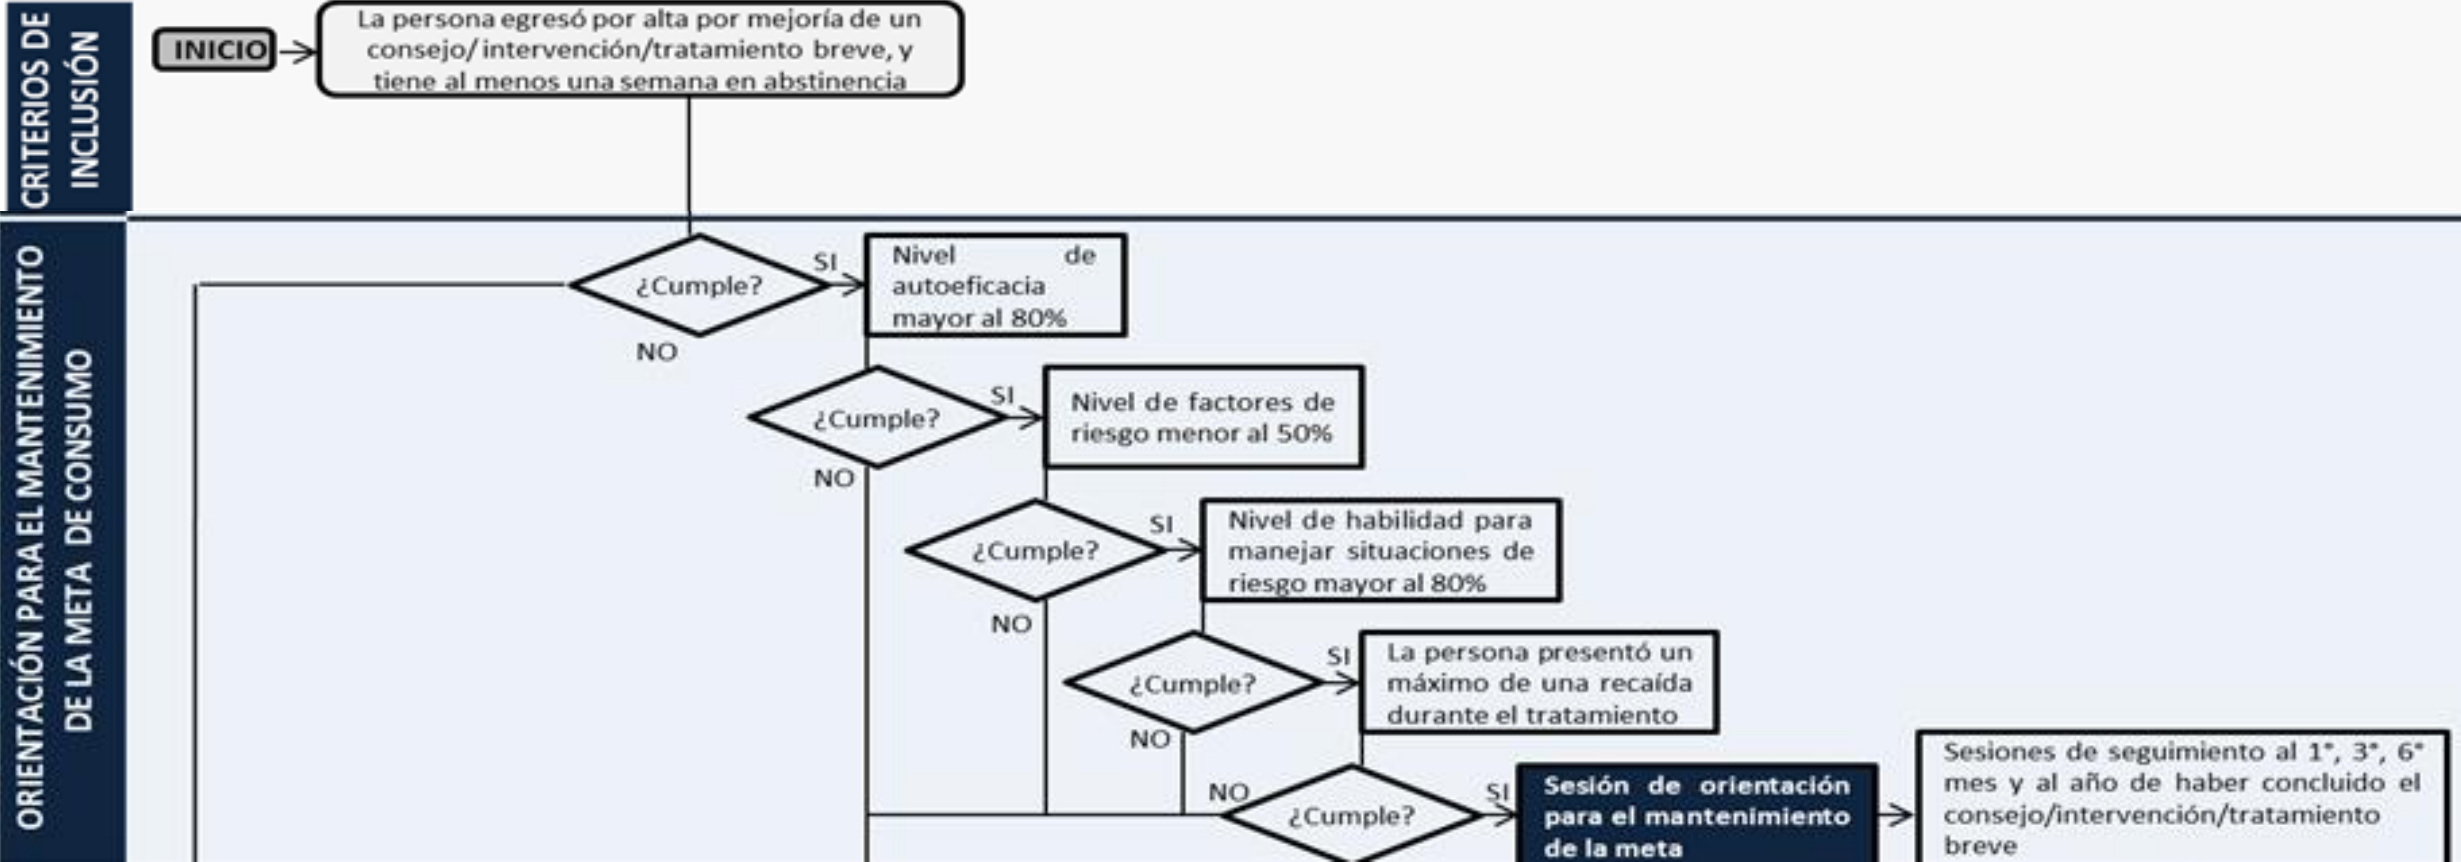 CRITERIOS DE
INCLUSIÓN
INICIO
La persona egresó por alta por mejoría de un
consejo/intervención/tratamiento breve, y
tiene al menos una semana en abstinencia
ORIENTACIÓN PARA EL MANTENIMIENTO
DE LA META DE CONSUMO
¿Cumple?
SI
NO
Nivel de
autoeficacia
mayor al 80%
¿Cumple?
SI
NO
Nivel de factores de
riesgo menor al 50%
¿Cumple?
SI
NO
Nivel de habilidad para
manejar situaciones de
riesgo mayor al 80%
¿Cumple?
SI
NO
La persona presentó un
máximo de una recaída
durante el tratamiento
NO
¿Cumple?
SI
Sesión de orientación
para el mantenimiento
de la meta
Sesiones de seguimiento al 1°, 3°, 6°
mes y al año de haber concluido el
consejo/intervención/tratamiento
breve